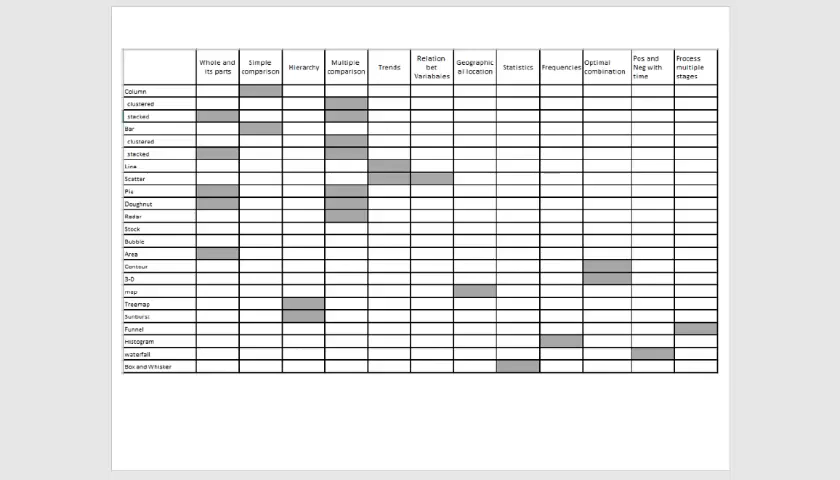 Whole and its parts
Simple comparison
Hierarchy
Multiple comparison
Trends
Relation bet Variabales
Geographic al location
Statistics
Frequencies
Optimal combination
Pos and Neg with time
Process multiple stages
Column
clustered
stacked
Bar
clustered
stacked
Line
Scatter
Pie
Doughnut
Radar
Stock
Bubble
Area
Contour
3-D
map
Treemap
Sunburst
Funnel
Histogram
waterfall
Box and Whisker